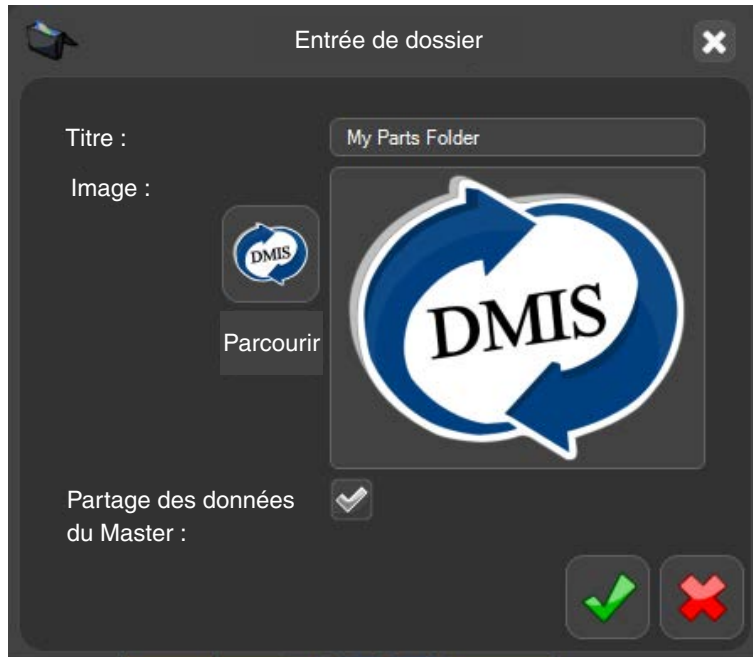 Entrée de dossier
Titre :
My Parts Folder
Image :
DMIS
DMIS
Parcourir
Partage des données
du Master :